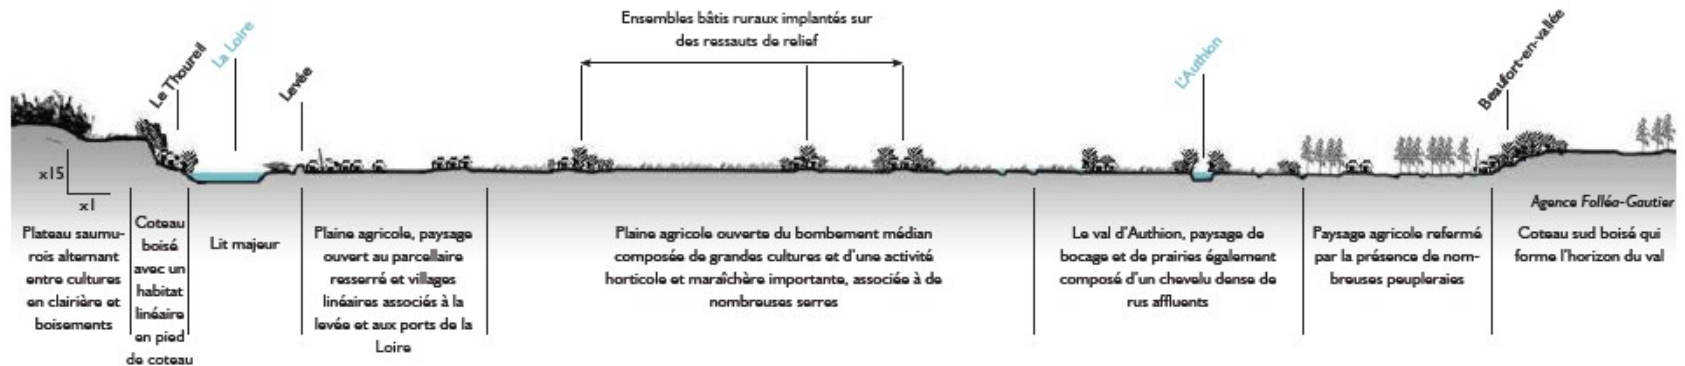 Ensembles bâtis ruraux implantés sur
des ressauts de relief
Le Thoureil
La Loire
Levée
L'Authion
Beaufort-en-vallée
x15
x1
Agence Folléa-Gautier
Plateau saumu-
rois alternant
entre cultures
en clairière et
boisements
Coteau
boisé
avec un
habitat
linéaire
en pied
de coteau
Lit majeur
Plaine agricole, paysage
ouvert au parcellaire
resserré et villages
linéaires associés à la
levée et aux ports de la
Loire
Plaine agricole ouverte du bombement médian
composée de grandes cultures et d'une activité
horticole et maraîchère importante, associée à de
nombreuses serres
Le val d'Authion, paysage de
bocage et de prairies également
composé d'un chevelu dense de
rus affluents
Paysage agricole refermé
par la présence de nom-
breuses peupleraies
Coteau sud boisé qui
forme l'horizon du val